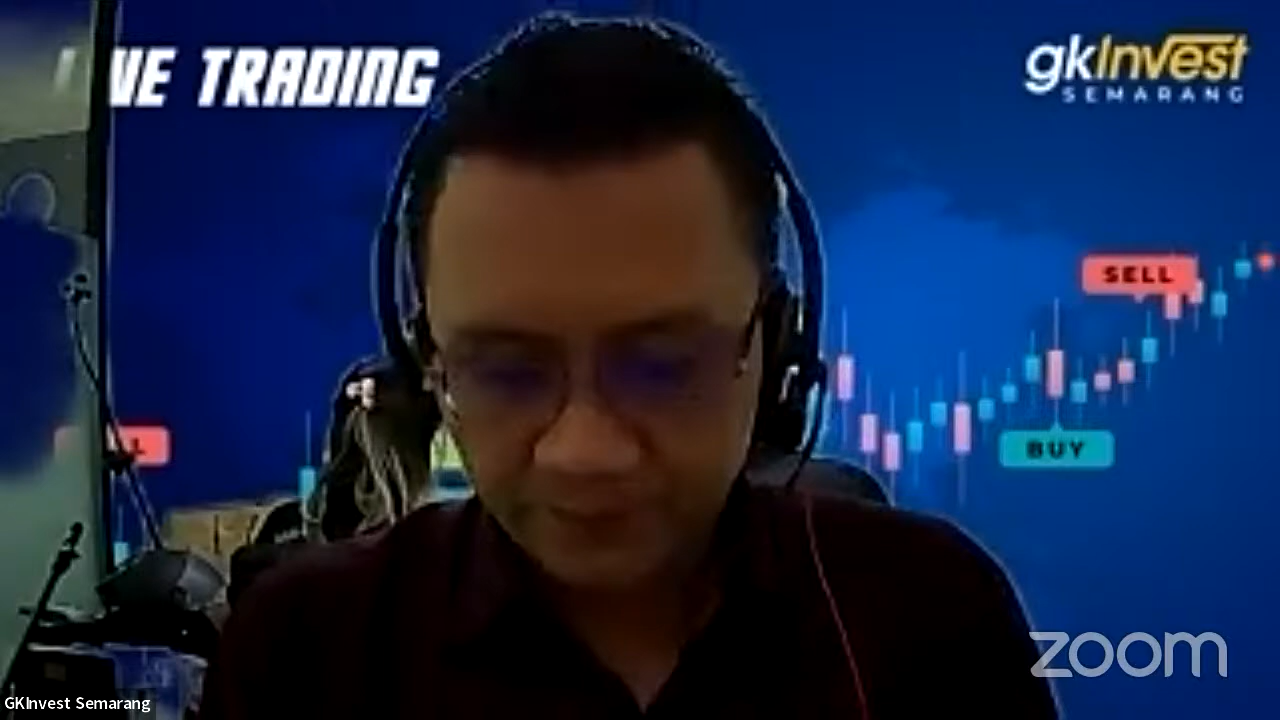 VE TRADING
gkInvest
SEMARANG
SELL
L
BUY
zoom
GKInvest Semarang